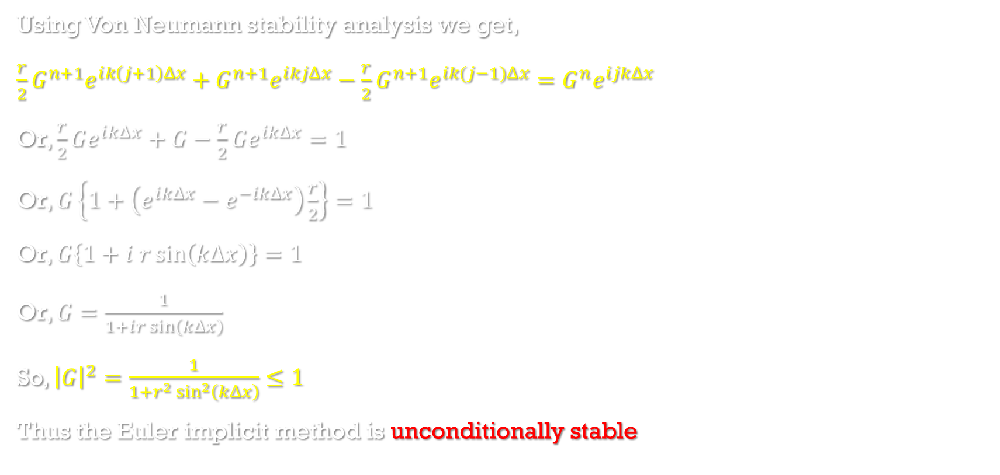 Using Von Neumann stability analysis we get,
$\frac{r}{2}G^{n+1}e^{ik(j+1)\Delta x} + G^{n+1}e^{ikj\Delta x} - \frac{r}{2}G^{n+1}e^{ik(j-1)\Delta x} = G^{n}e^{ijk\Delta x}$
Or, $\frac{r}{2}Ge^{ik\Delta x} + G - \frac{r}{2}Ge^{ik\Delta x} = 1$
Or, $G\left\{1 + \left(e^{ik\Delta x} - e^{-ik\Delta x}\right)\frac{r}{2}\right\} = 1$
Or, $G\{1 + i\,r\sin(k\Delta x)\} = 1$
Or, $G = \frac{1}{1+ir\sin(k\Delta x)}$
So, $|G|^2 = \frac{1}{1+r^2\sin^2(k\Delta x)} \leq 1$
Thus the Euler implicit method is unconditionally stable